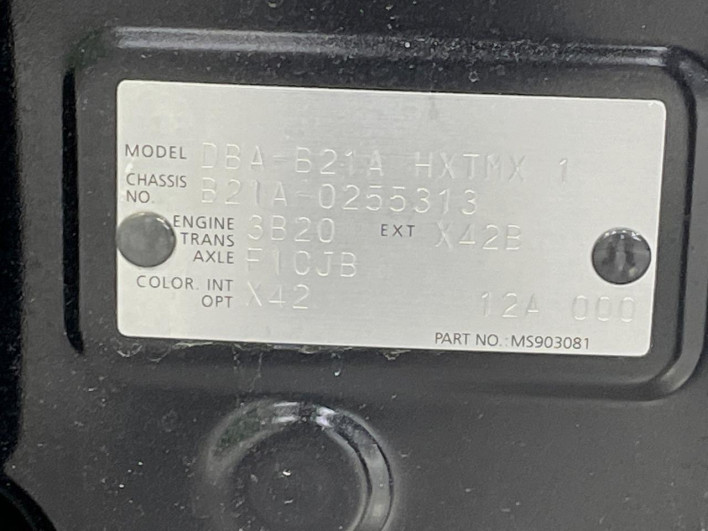 MODEL DBA-B21A HXTMX 1
CHASSIS NO. B21A-0255313
ENGINE 3B20 EXT X42B
TRANS AXLE F1CJB
COLOR. INT OPT X42 12A 000
PART NO.: MS903081